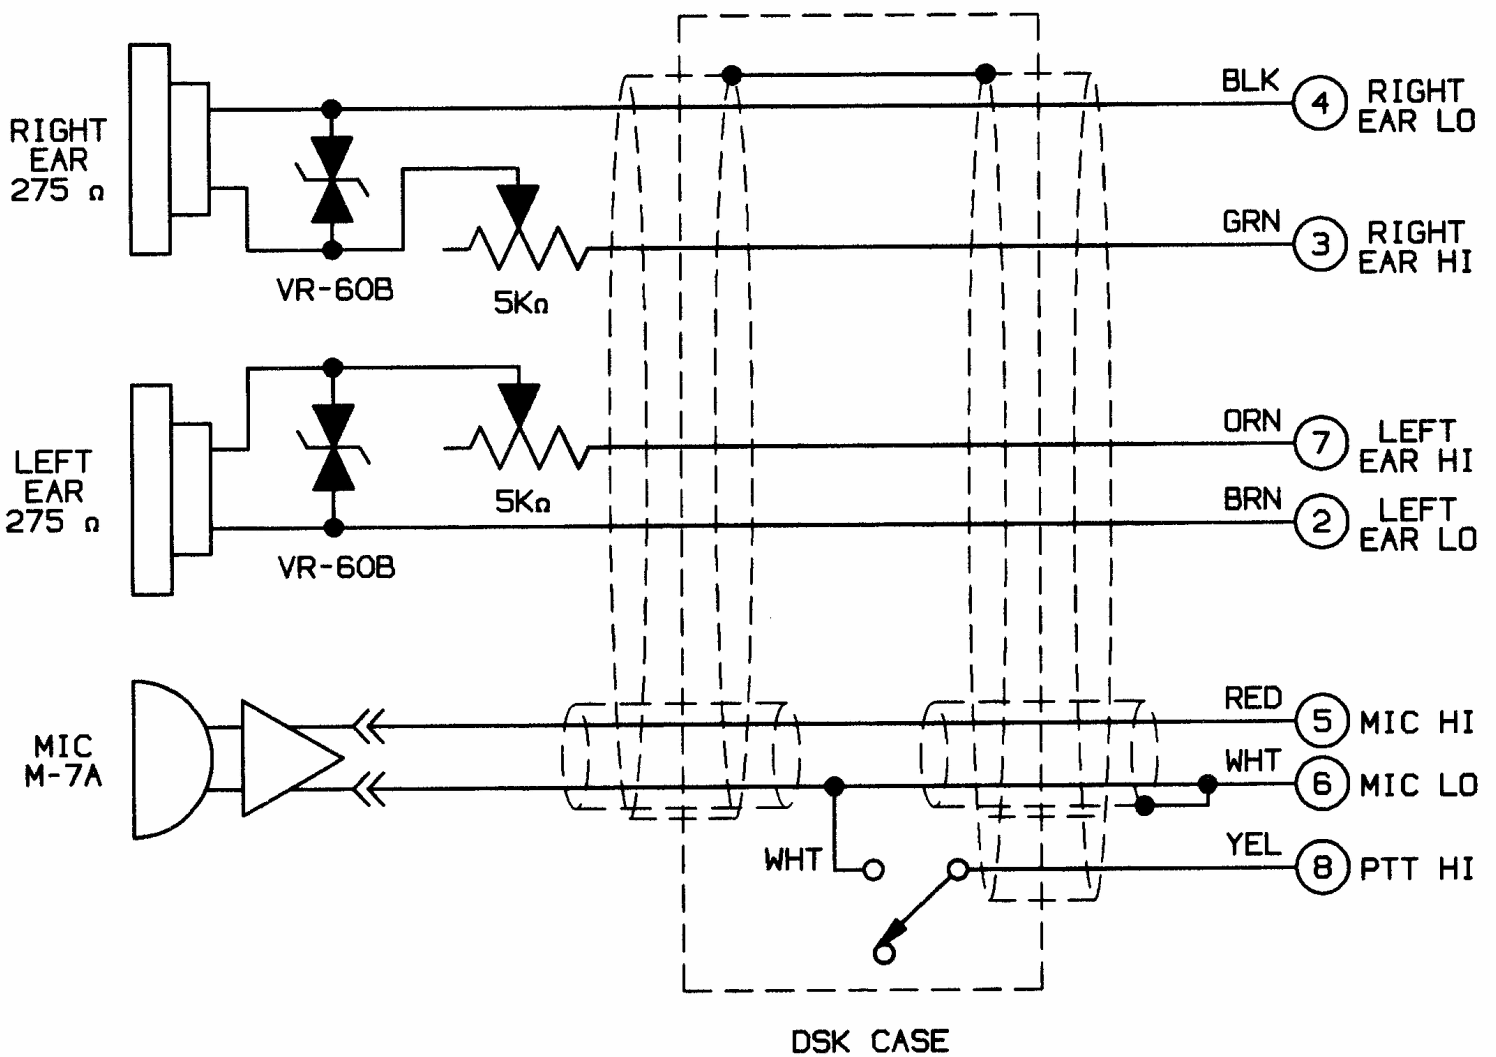 BLK
4
RIGHT
EAR LO
RIGHT
EAR
275 Ω
GRN
3
RIGHT
EAR HI
VR-60B
5KΩ
ORN
7
LEFT
EAR HI
LEFT
EAR
275 Ω
5KΩ
BRN
2
LEFT
EAR LO
VR-60B
RED
5
MIC HI
MIC
M-7A
WHT
6
MIC LO
WHT
YEL
8
PTT HI
DSK CASE